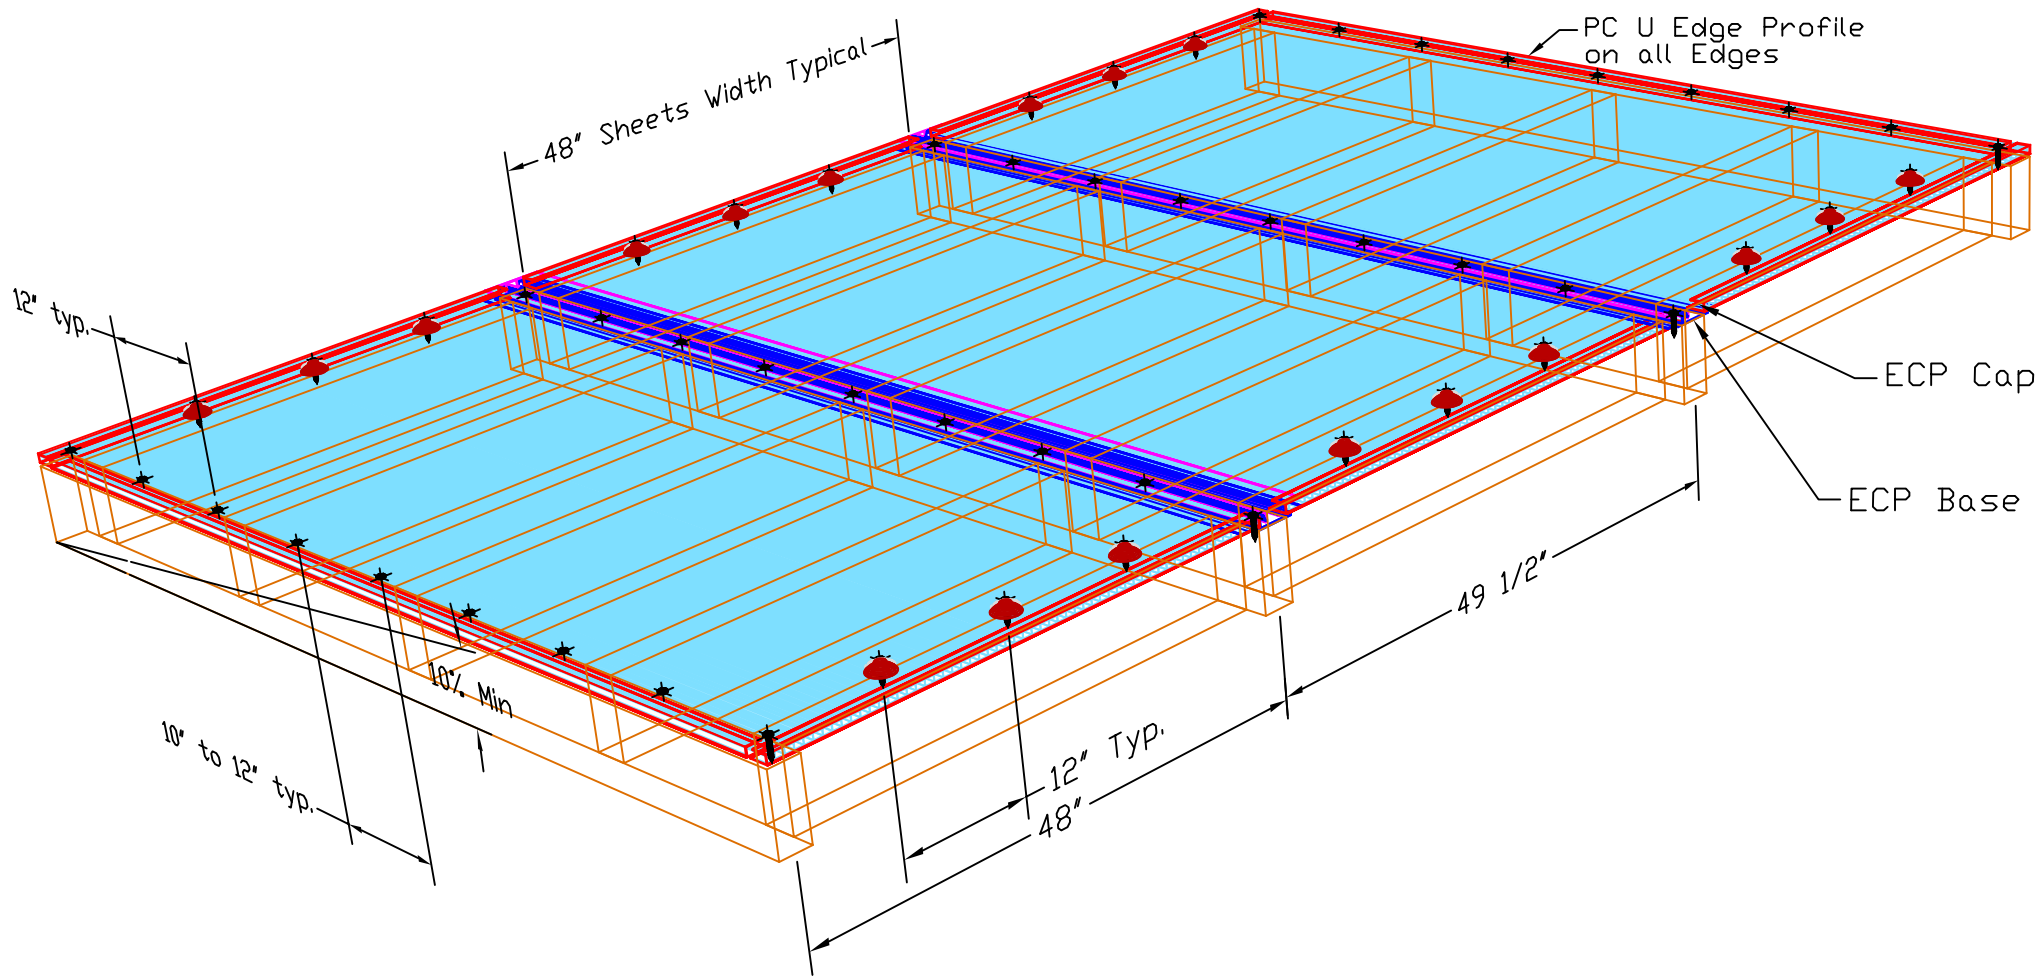 PC U Edge Profile
on all Edges
48" Sheets Width Typical
12" typ.
ECP Cap
ECP Base
49 1/2"
10% Min
10" to 12" typ.
12" Typ.
48"